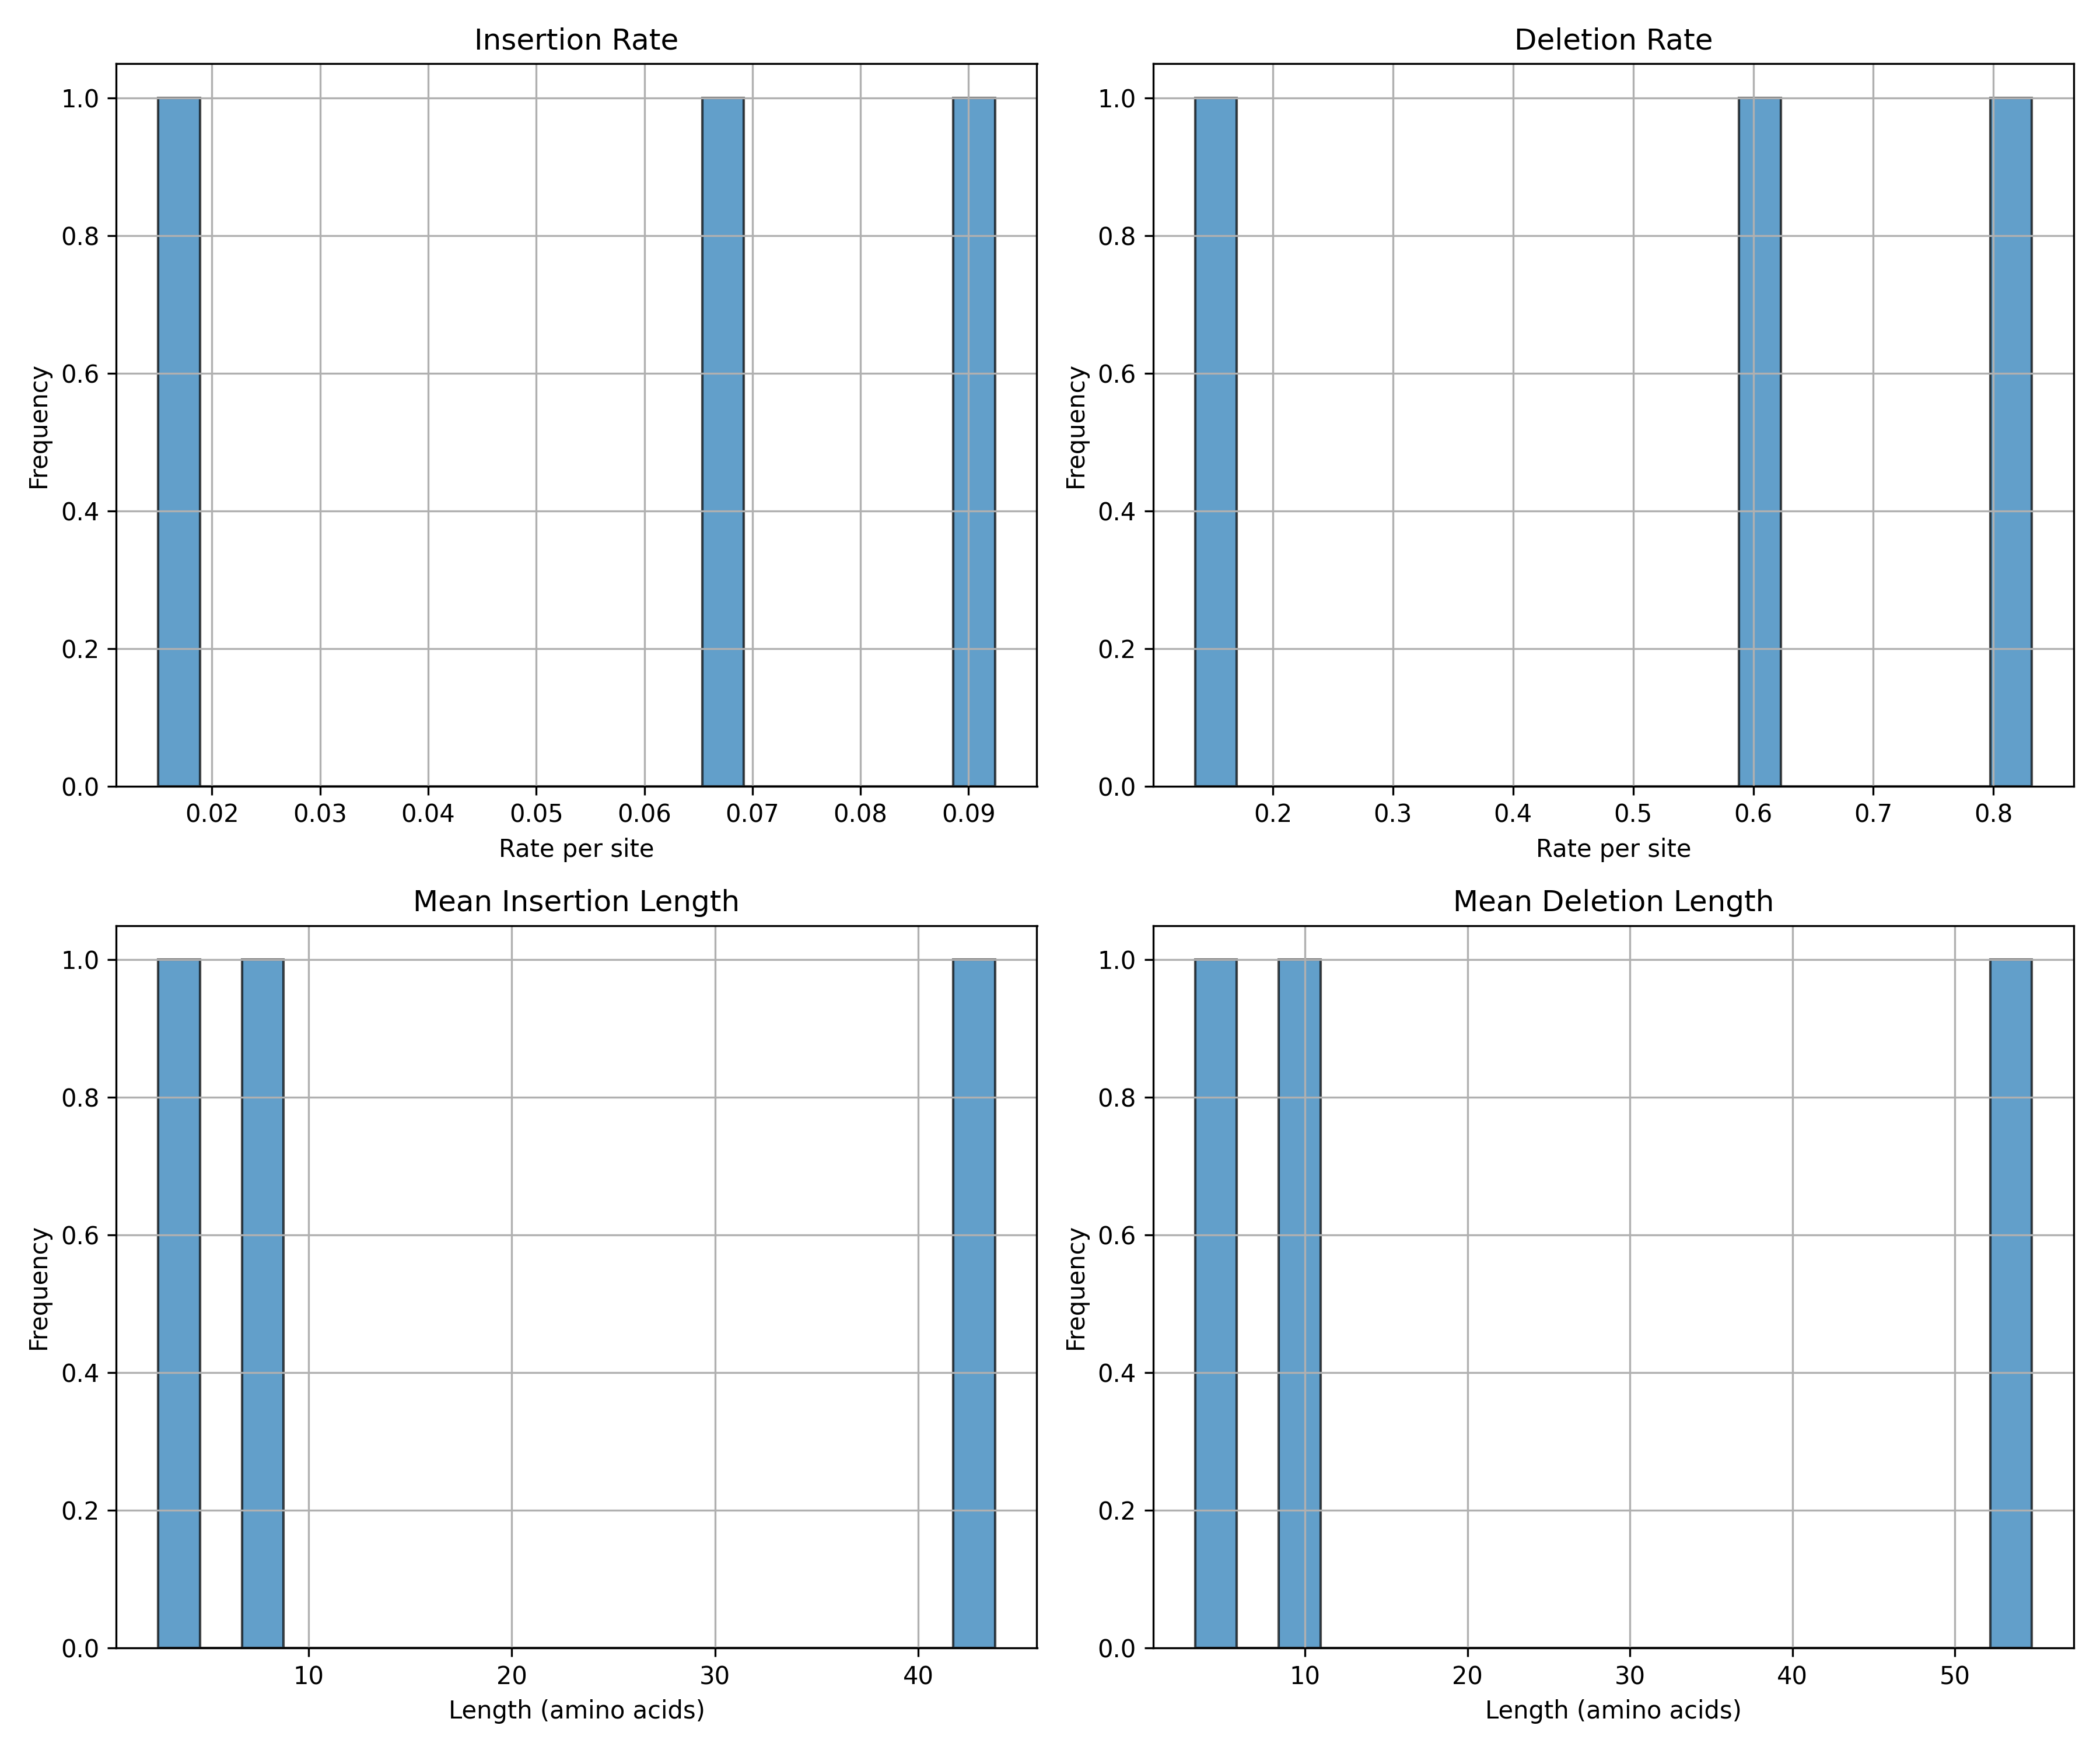 Insertion Rate
Frequency
1.0
0.8
0.6
0.4
0.2
0.0
0.02 0.03 0.04 0.05 0.06 0.07 0.08 0.09
Rate per site
Deletion Rate
Frequency
1.0
0.8
0.6
0.4
0.2
0.0
0.2 0.3 0.4 0.5 0.6 0.7 0.8
Rate per site
Mean Insertion Length
Frequency
1.0
0.8
0.6
0.4
0.2
0.0
10 20 30 40
Length (amino acids)
Mean Deletion Length
Frequency
1.0
0.8
0.6
0.4
0.2
0.0
10 20 30 40 50
Length (amino acids)